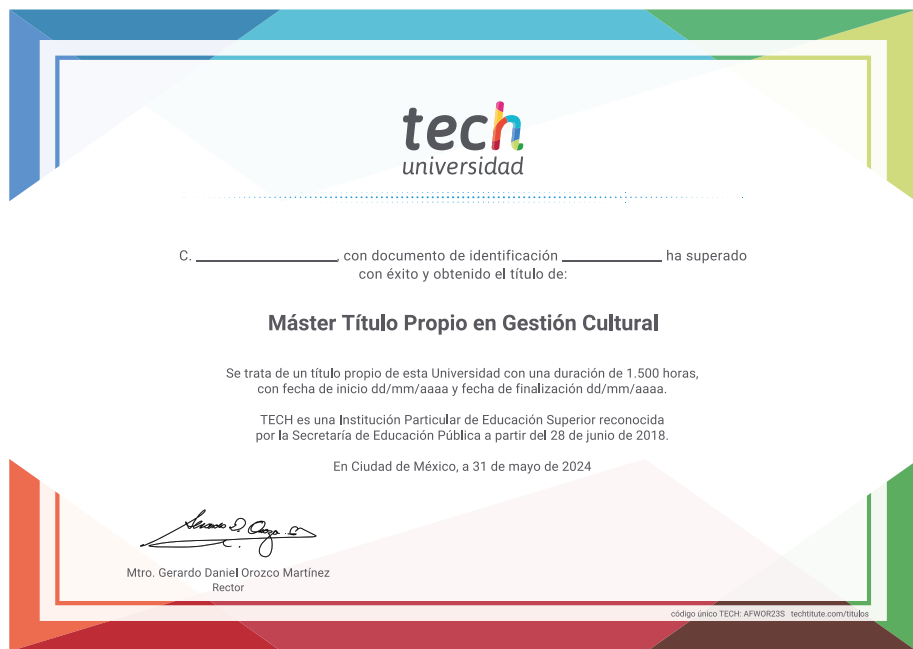 tech
universidad
C. ________________, con documento de identificación ____________ ha superado
con éxito y obtenido el título de:
Máster Título Propio en Gestión Cultural
Se trata de un título propio de esta Universidad con una duración de 1.500 horas,
con fecha de inicio dd/mm/aaaa y fecha de finalización dd/mm/aaaa.
TECH es una Institución Particular de Educación Superior reconocida
por la Secretaría de Educación Pública a partir del 28 de junio de 2018.
En Ciudad de México, a 31 de mayo de 2024
Mtro. Gerardo Daniel Orozco Martínez
Rector
código único TECH: AFWOR23S techtitute.com/titulos